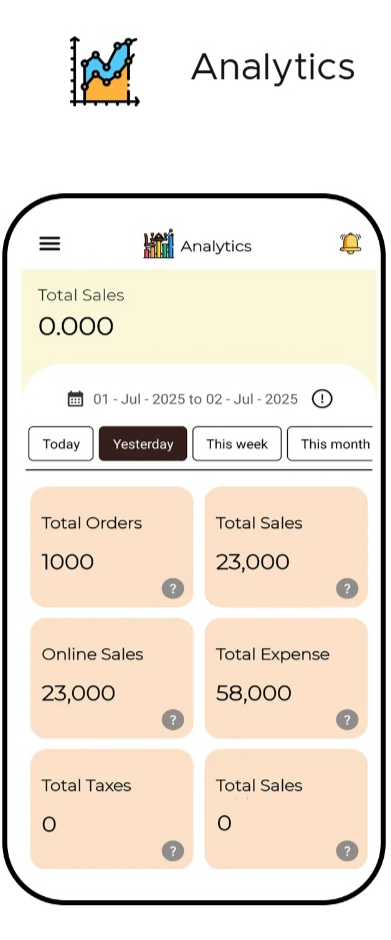 Analytics
Analytics
Total Sales
0.000
01 - Jul - 2025 to 02 - Jul - 2025
Today
Yesterday
This week
This month
Total Orders
Total Sales
1000
23,000
?
?
Online Sales
Total Expense
23,000
58,000
?
?
Total Taxes
Total Sales
0
0
?
?